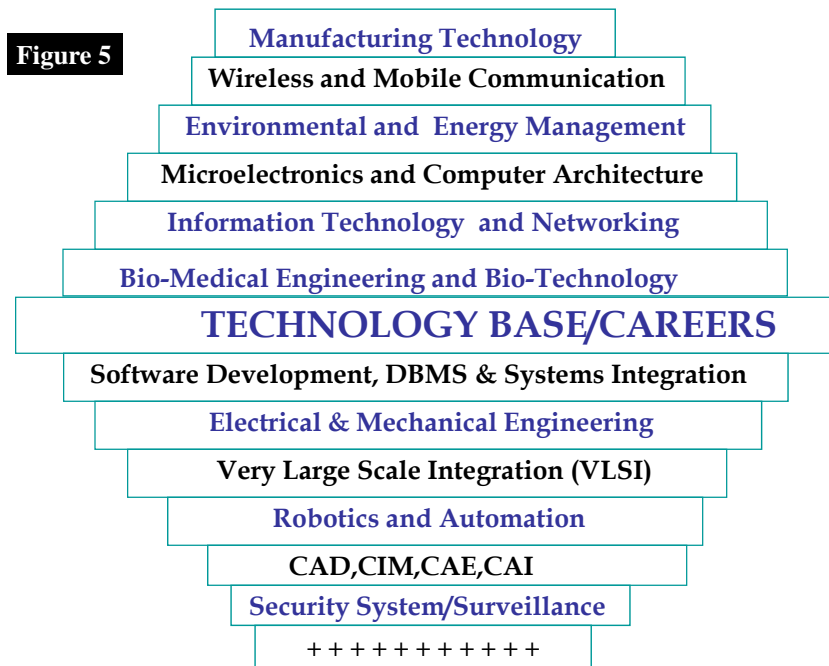 Manufacturing Technology
Figure 5
Wireless and Mobile Communication
Environmental and Energy Management
Microelectronics and Computer Architecture
Information Technology and Networking
Bio-Medical Engineering and Bio-Technology
TECHNOLOGY BASE/CAREERS
Software Development, DBMS & Systems Integration
Electrical & Mechanical Engineering
Very Large Scale Integration (VLSI)
Robotics and Automation
CAD,CIM,CAE,CAI
Security System/Surveillance
+ + + + + + + + + + +